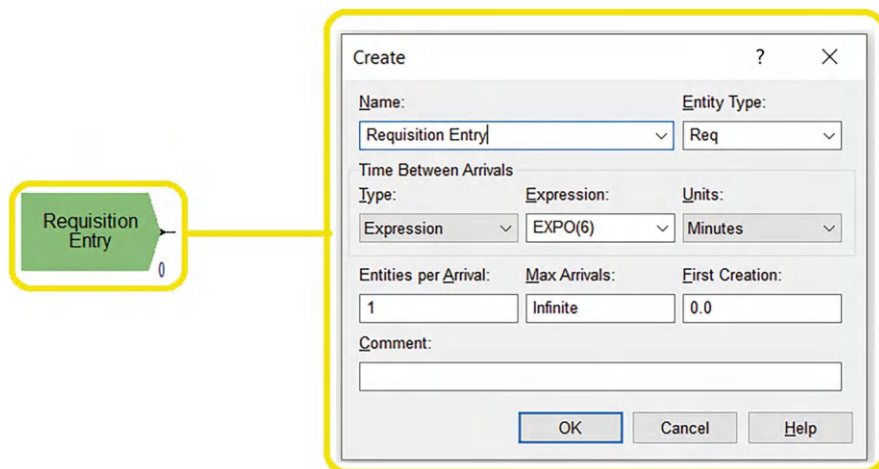 Create ?
Name: Entity Type:
Requisition Entry Req
Time Between Arrivals
Type: Expression: Units:
Expression EXPO(6) Minutes
Entities per Arrival: Max Arrivals: First Creation:
1 Infinite 0.0
Comment:
OK Cancel Help
Requisition
Entry
0